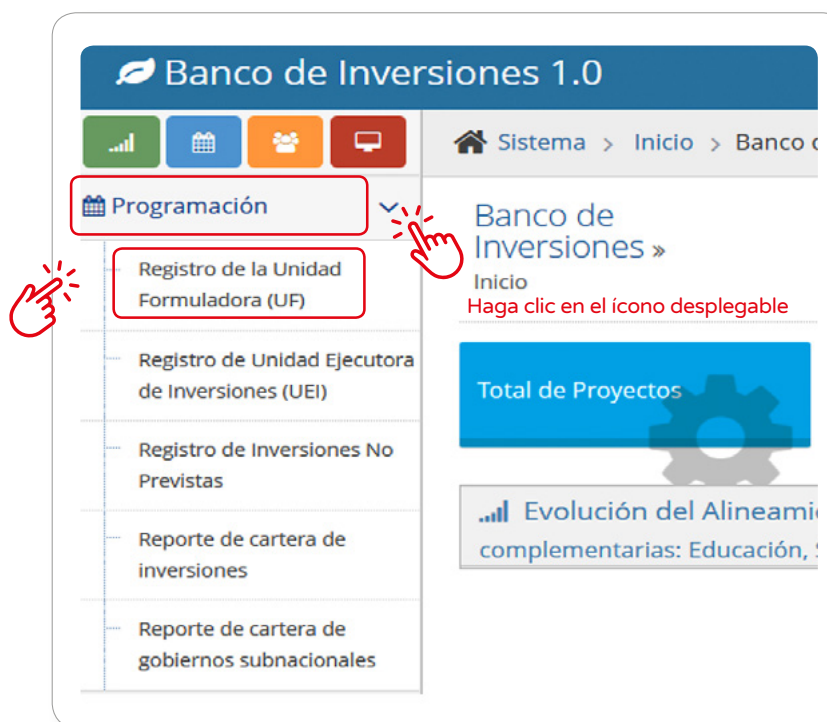 Banco de Inversiones 1.0
Sistema > Inicio > Banco
Programación
Registro de la Unidad
Formuladora (UF)
Registro de Unidad Ejecutora
de Inversiones (UEI)
Registro de Inversiones No
Previstas
Reporte de cartera de
inversiones
Reporte de cartera de
gobiernos subnacionales
Banco de
Inversiones »
Inicio
Haga clic en el ícono desplegable
Total de Proyectos
Evolución del
complementarias: Educación,